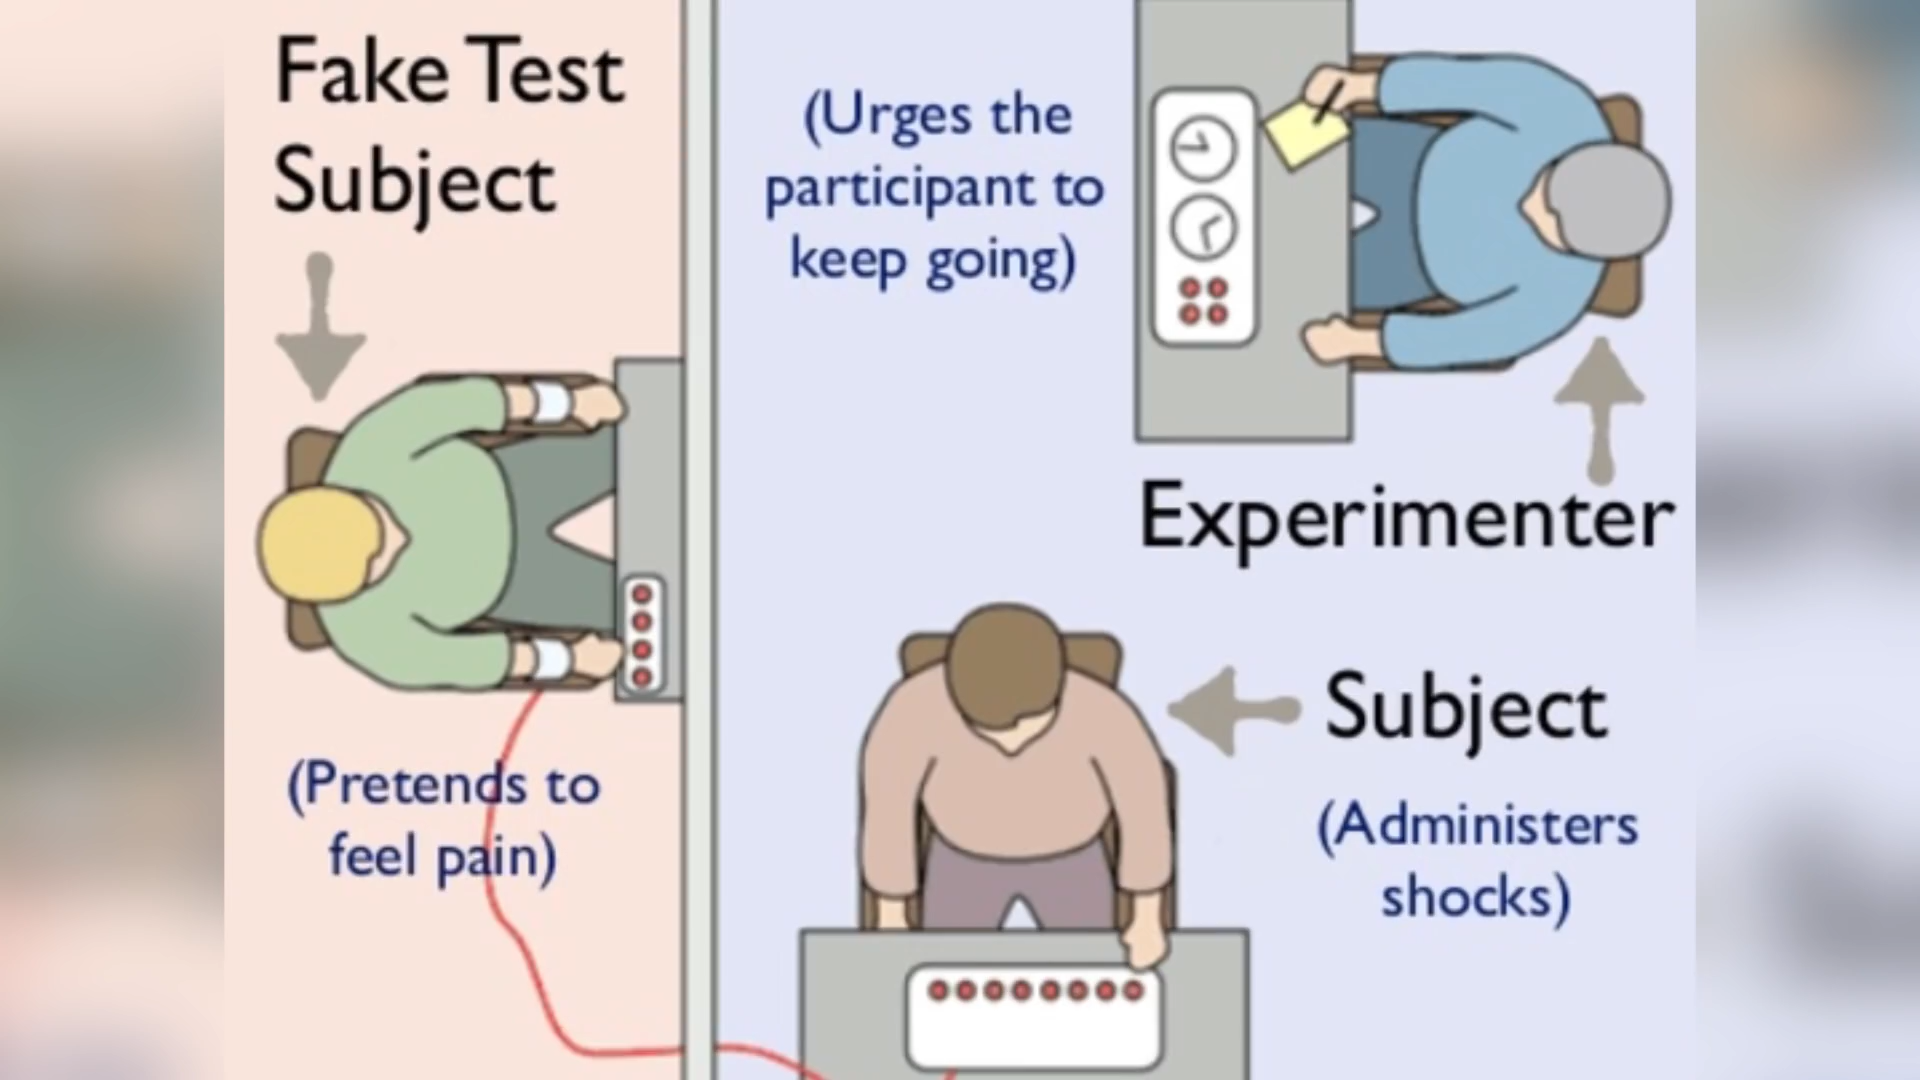 Fake Test
Subject
(Pretends to
feel pain)
(Urges the
participant to
keep going)
Experimenter
Subject
(Administers
shocks)